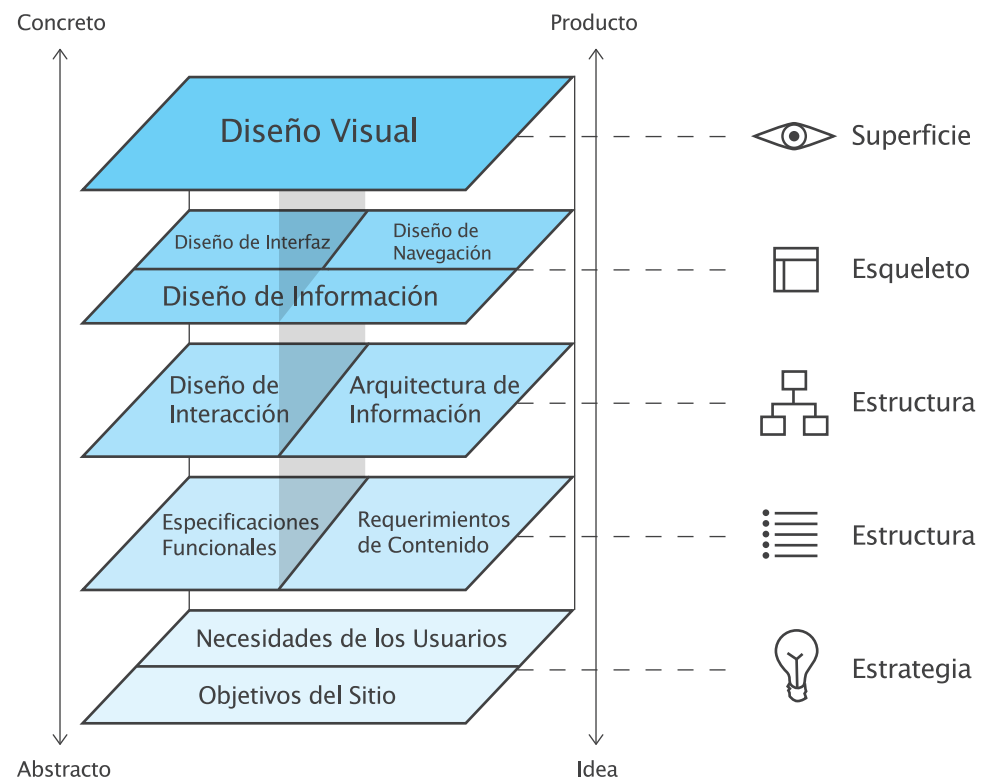 Concreto
Producto
Diseño Visual
Superficie
Diseño de Interfaz
Diseño de
Navegación
Diseño de Información
Esqueleto
Diseño de
Interacción
Arquitectura de
Información
Estructura
Especificaciones
Funcionales
Requerimientos
de Contenido
Estructura
Necesidades de los Usuarios
Objetivos del Sitio
Estrategia
Abstracto
Idea